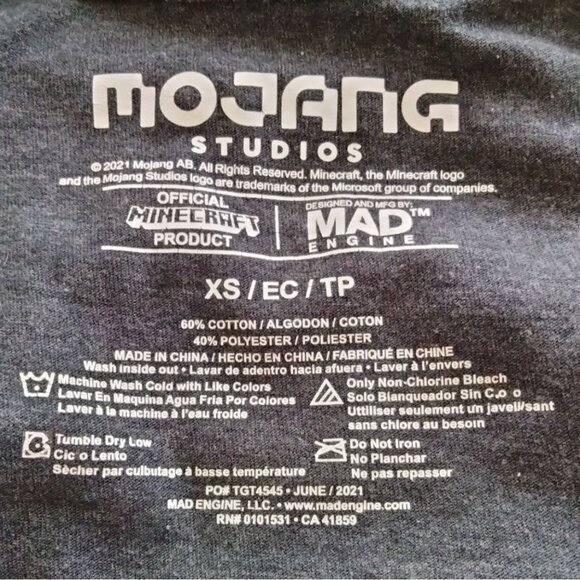 MOJANG
STUDIOS
© 2021 Mojang AB. All Rights Reserved. Minecraft, the Minecraft logo
and the Mojang Studios logo are trademarks of the Microsoft group of companies.
OFFICIAL
MINECRAFT
PRODUCT
DESIGNED AND MFG BY:
MAD™
ENGINE
XS / EC / TP
60% COTTON / ALGODON / COTON
40% POLYESTER / POLIESTER
MADE IN CHINA / HECHO EN CHINA / FABRIQUÉ EN CHINE
Wash inside out • Lavar de adentro hacia afuera • Laver à l'envers
Machine Wash Cold with Like Colors
Lavar En Maquina Agua Fria Por Colores
Laver à la machine à l'eau froide
Only Non-Chlorine Bleach
Solo Blanqueador Sin C.o o
Uttiliser seulement un javell/sant
sans chlore au besoin
Tumble Dry Low
Cic o Lento
Sècher par culbutage à basse température
Do Not Iron
No Planchar
Ne pas repasser
PO# TGT4545 • JUNE / 2021
MAD ENGINE, LLC. • www.madengine.com
RN# 0101531 • CA 41859